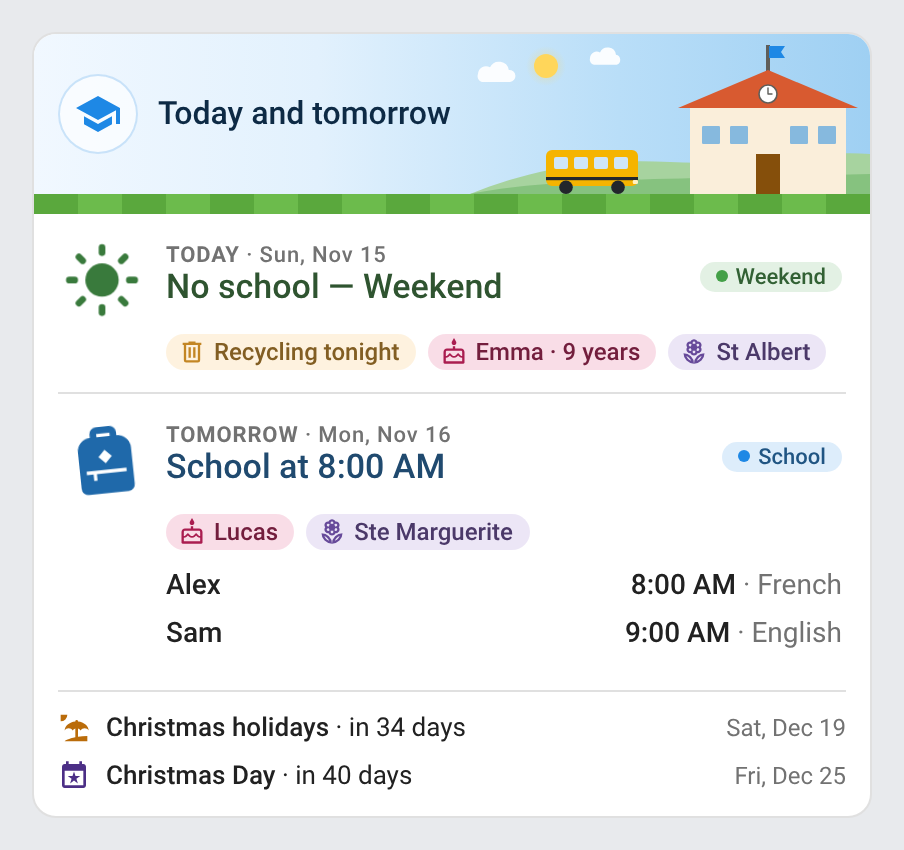 Today and tomorrow
TODAY · Sun, Nov 15
No school — Weekend
Weekend
Recycling tonight
Emma · 9 years
St Albert
TOMORROW · Mon, Nov 16
School at 8:00 AM
School
Lucas
Ste Marguerite
Alex 8:00 AM · French
Sam 9:00 AM · English
Christmas holidays · in 34 days Sat, Dec 19
Christmas Day · in 40 days Fri, Dec 25